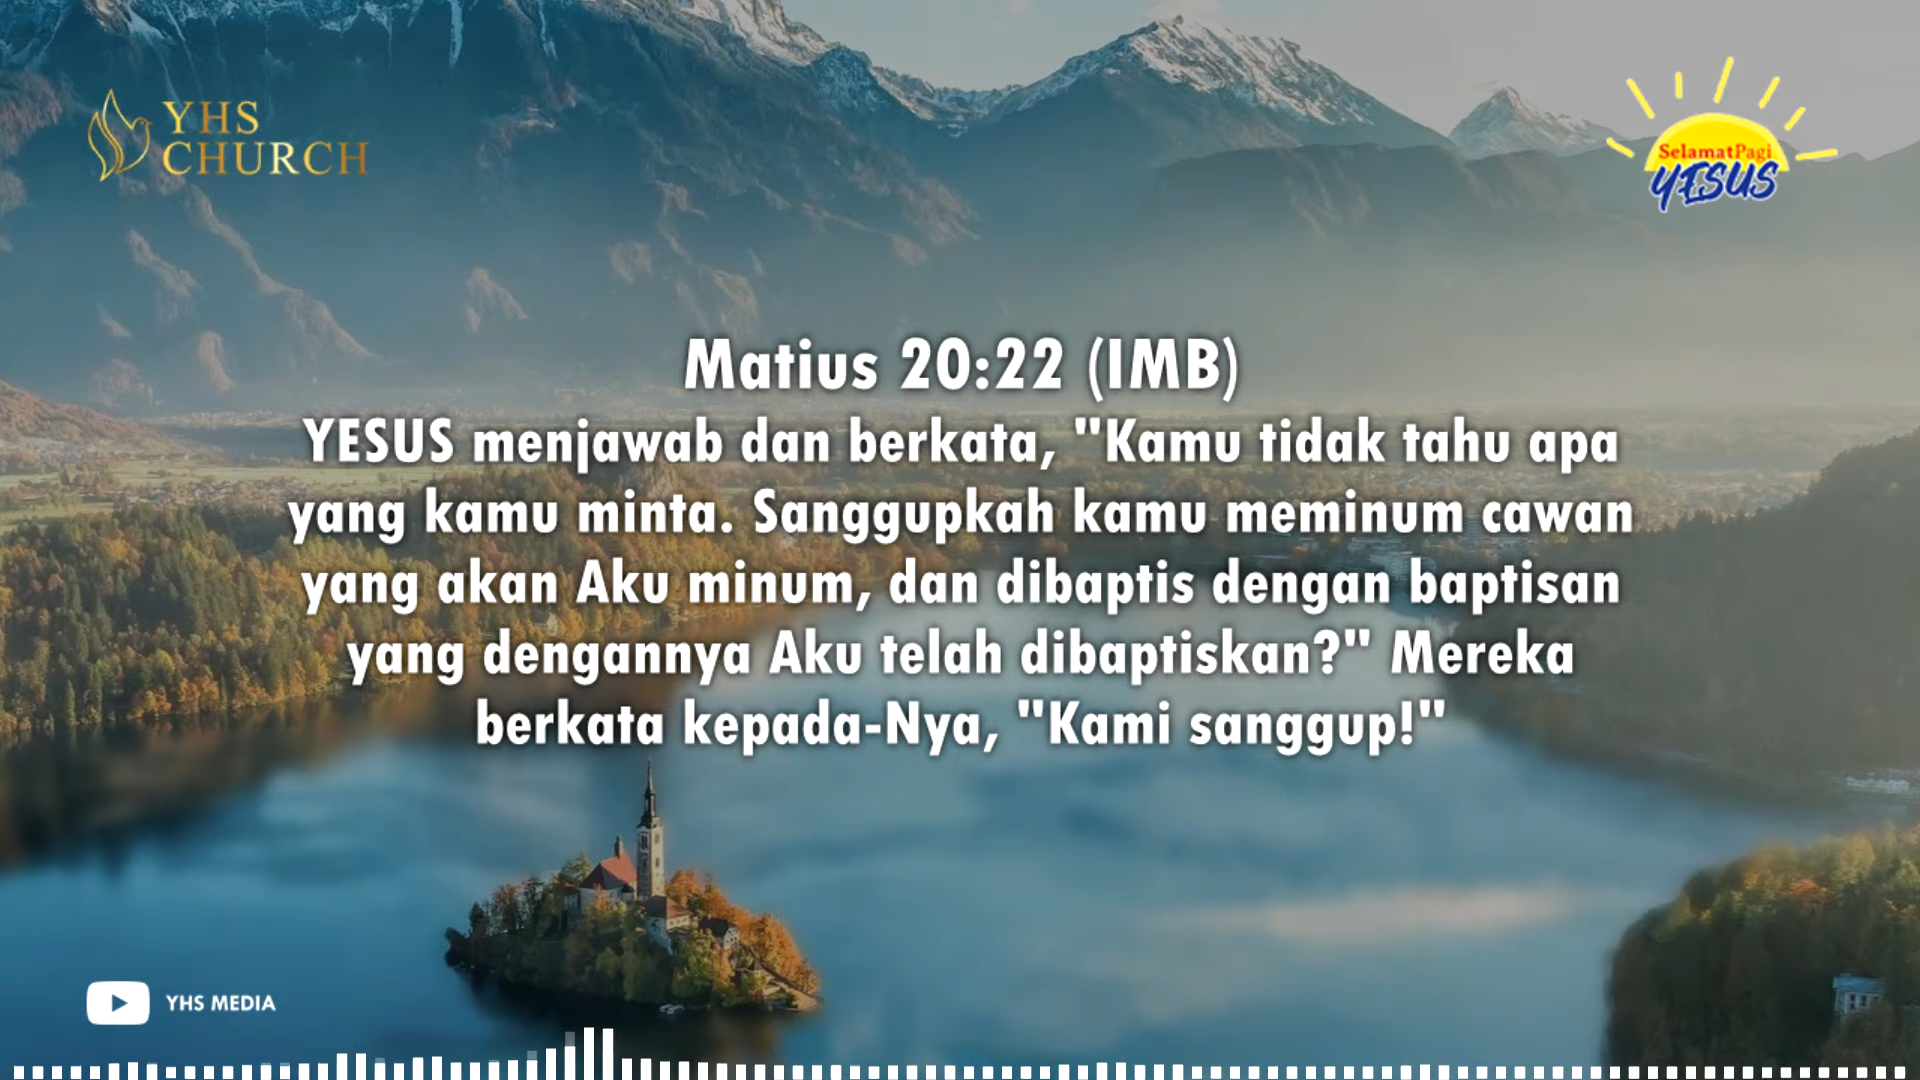 YHS
CHURCH
SelamatPagi
YESUS
Matius 20:22 (IMB)
YESUS menjawab dan berkata, "Kamu tidak tahu apa
yang kamu minta. Sanggupkah kamu meminum cawan
yang akan Aku minum, dan dibaptis dengan baptisan
yang dengannya Aku telah dibaptiskan?" Mereka
berkata kepada-Nya, "Kami sanggup!"
YHS MEDIA